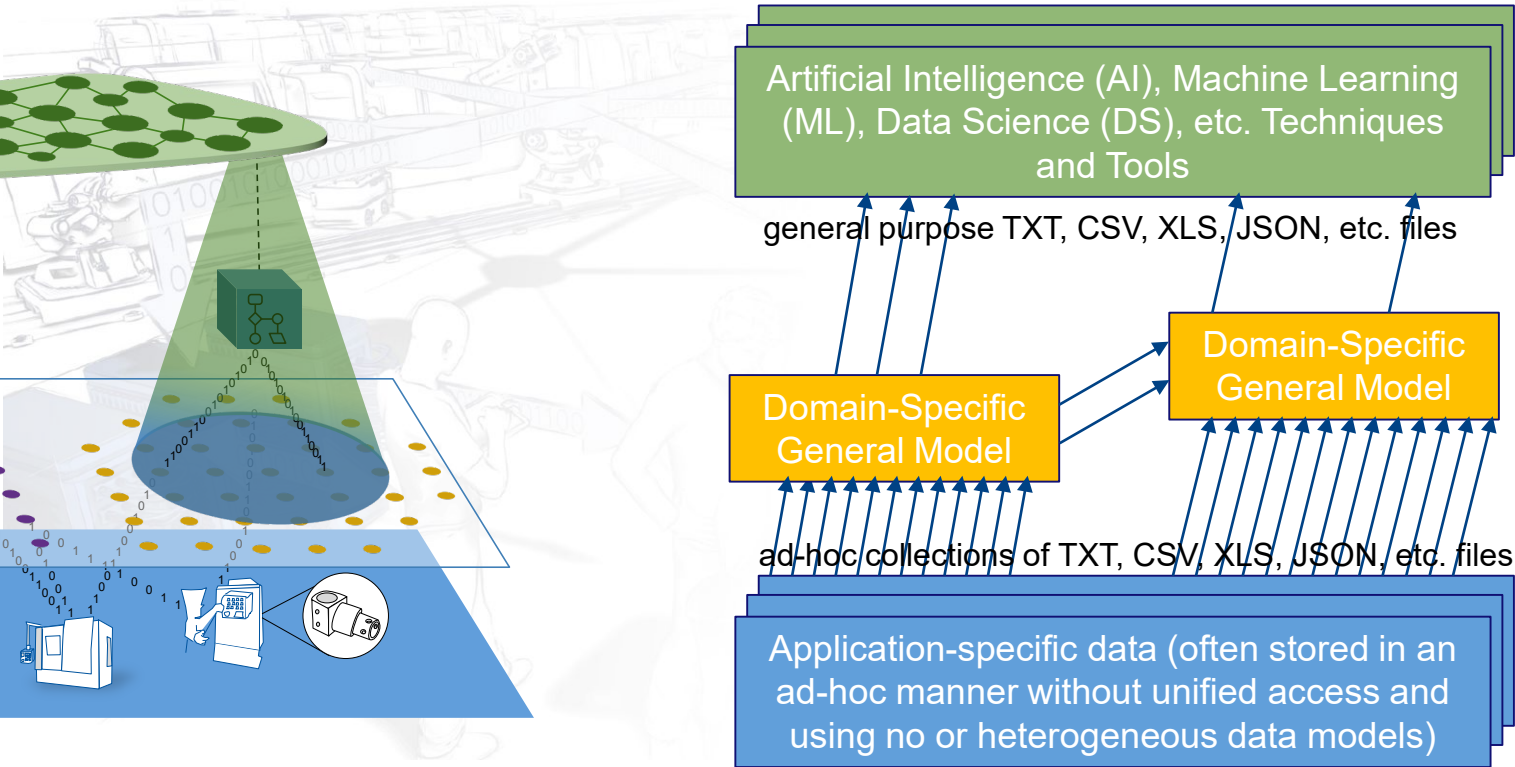 Artificial Intelligence (AI), Machine Learning
(ML), Data Science (DS), etc. Techniques
and Tools
general purpose TXT, CSV, XLS, JSON, etc. files
Domain-Specific
General Model
Domain-Specific
General Model
ad-hoc collections of TXT, CSV, XLS, JSON, etc. files
Application-specific data (often stored in an
ad-hoc manner without unified access and
using no or heterogeneous data models)